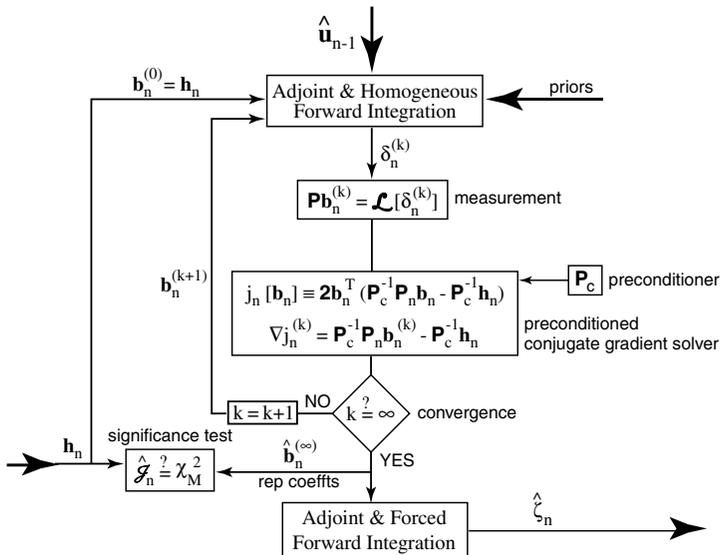 û_{n-1}
b_n^{(0)} = h_n
Adjoint & Homogeneous
Forward Integration
priors
δ_n^{(k)}
Pb_n^{(k)} = ℒ[δ_n^{(k)}]
measurement
b_n^{(k+1)}
j_n [b_n] ≡ 2b_n^T (P_c^{-1}P_n b_n - P_c^{-1}h_n)
∇j_n^{(k)} = P_c^{-1}P_n b_n^{(k)} - P_c^{-1}h_n
P_c
preconditioner
preconditioned
conjugate gradient solver
k = k+1
NO
k ≟ ∞
convergence
significance test
h_n
𝒥̂_n ≟ χ_M^2
b̂_n^{(∞)}
rep coeffts
YES
Adjoint & Forced
Forward Integration
ζ̂_n